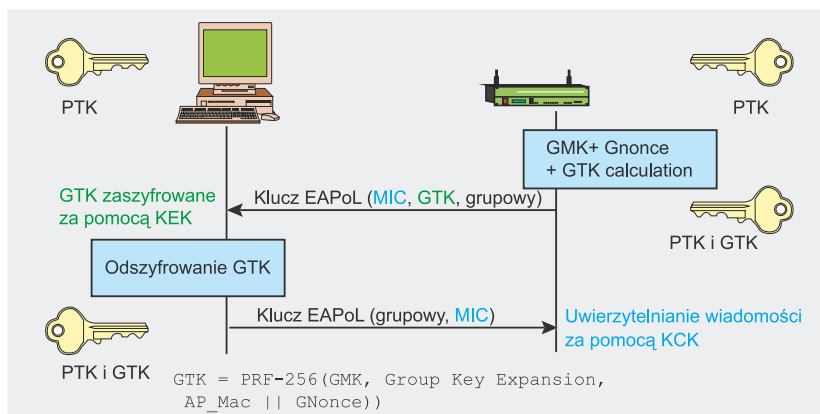 PTK
PTK
GMK+ Gnonce
+ GTK calculation
GTK zaszyfrowane
za pomocą KEK
Klucz EAPoL (MIC, GTK, grupowy)
PTK i GTK
Odszyfrowanie GTK
Klucz EAPoL (grupowy, MIC)
Uwierzytelnianie wiadomości
za pomocą KCK
PTK i GTK
GTK = PRF-256(GMK, Group Key Expansion,
AP_Mac || GNonce))